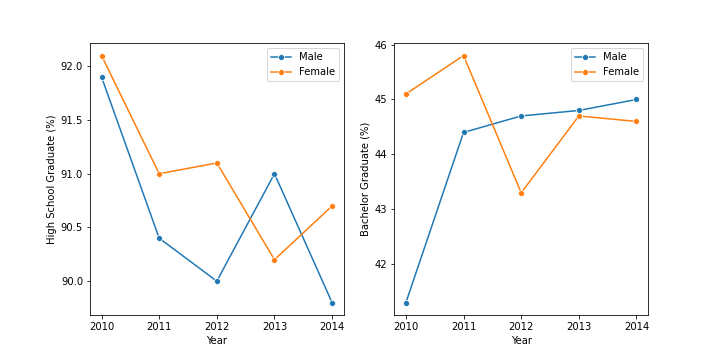 High School Graduate (%)
92.0
91.5
91.0
90.5
90.0
2010 2011 2012 2013 2014
Year
Male
Female
Bachelor Graduate (%)
46
45
44
43
42
2010 2011 2012 2013 2014
Year
Male
Female